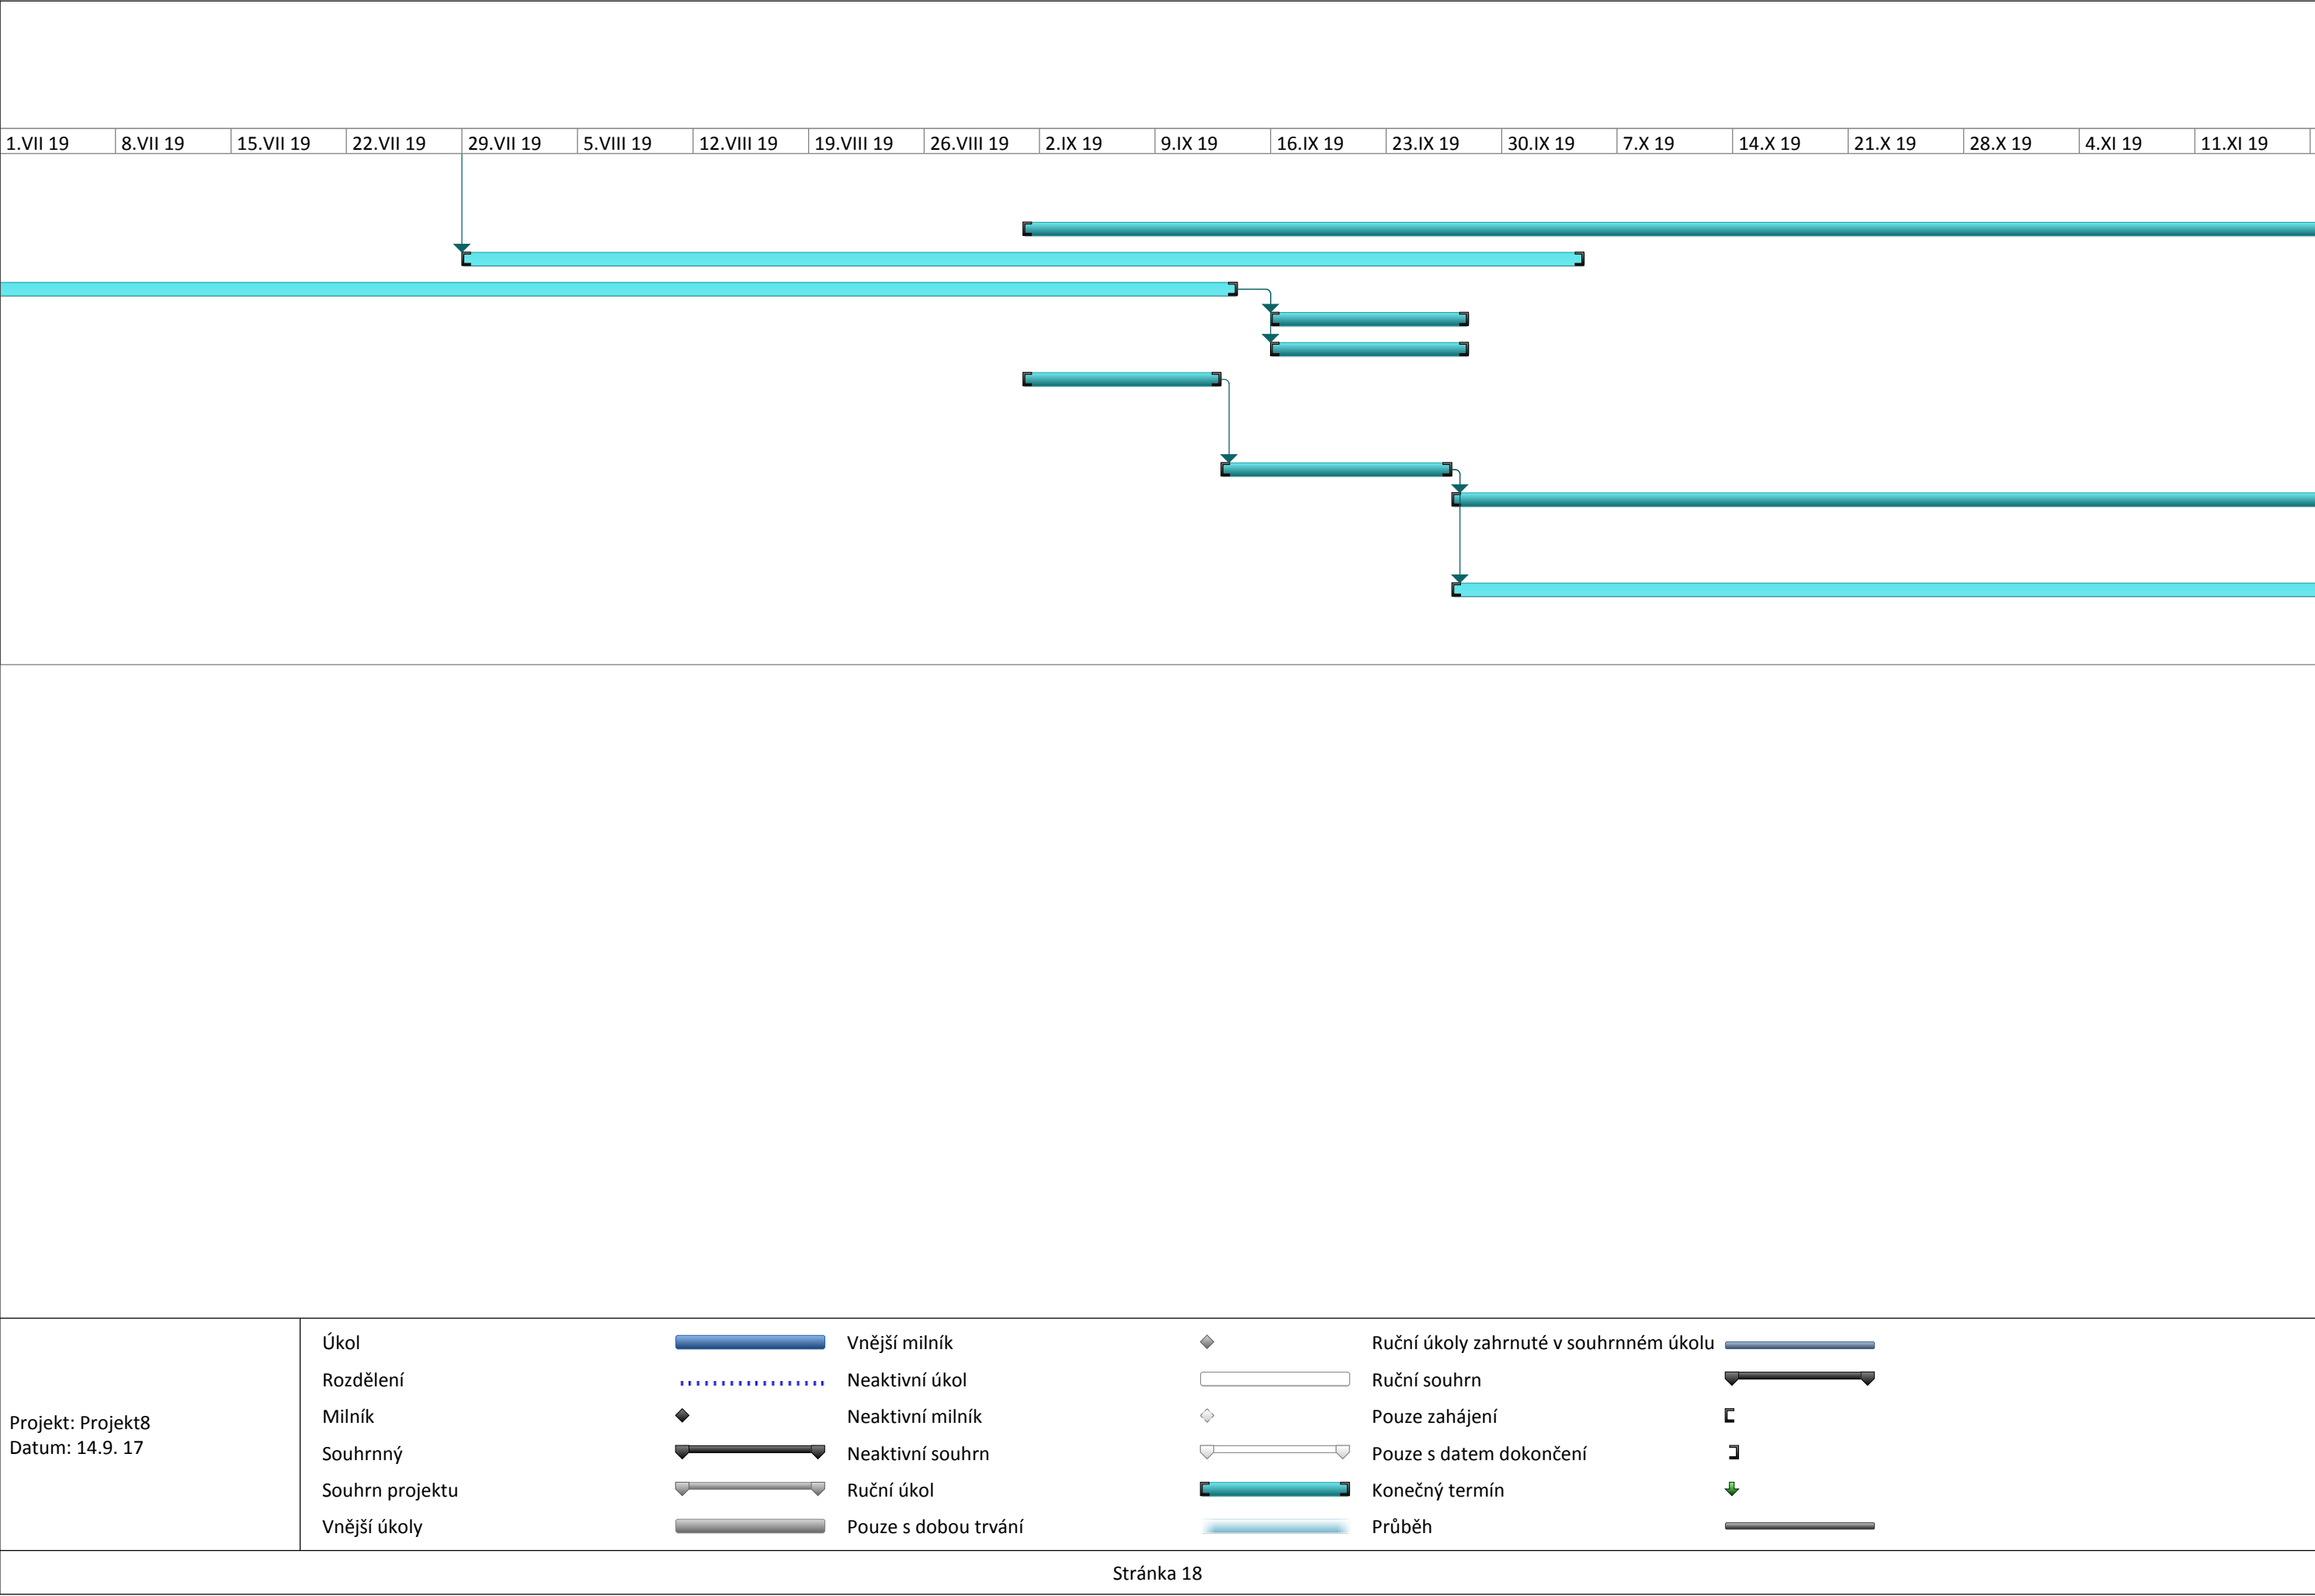 1.VII 19 8.VII 19 15.VII 19 22.VII 19 29.VII 19 5.VIII 19 12.VIII 19 19.VIII 19 26.VIII 19 2.IX 19 9.IX 19 16.IX 19 23.IX 19 30.IX 19 7.X 19 14.X 19 21.X 19 28.X 19 4.XI 19 11.XI 19
Projekt: Projekt8
Datum: 14.9. 17
Úkol
Rozdělení
Milník
Souhrnný
Souhrn projektu
Vnější úkoly
Vnější milník
Neaktivní úkol
Neaktivní milník
Neaktivní souhrn
Ruční úkol
Pouze s dobou trvání
Ruční úkoly zahrnuté v souhrnném úkolu
Ruční souhrn
Pouze zahájení
Pouze s datem dokončení
Konečný termín
Průběh
Stránka 18